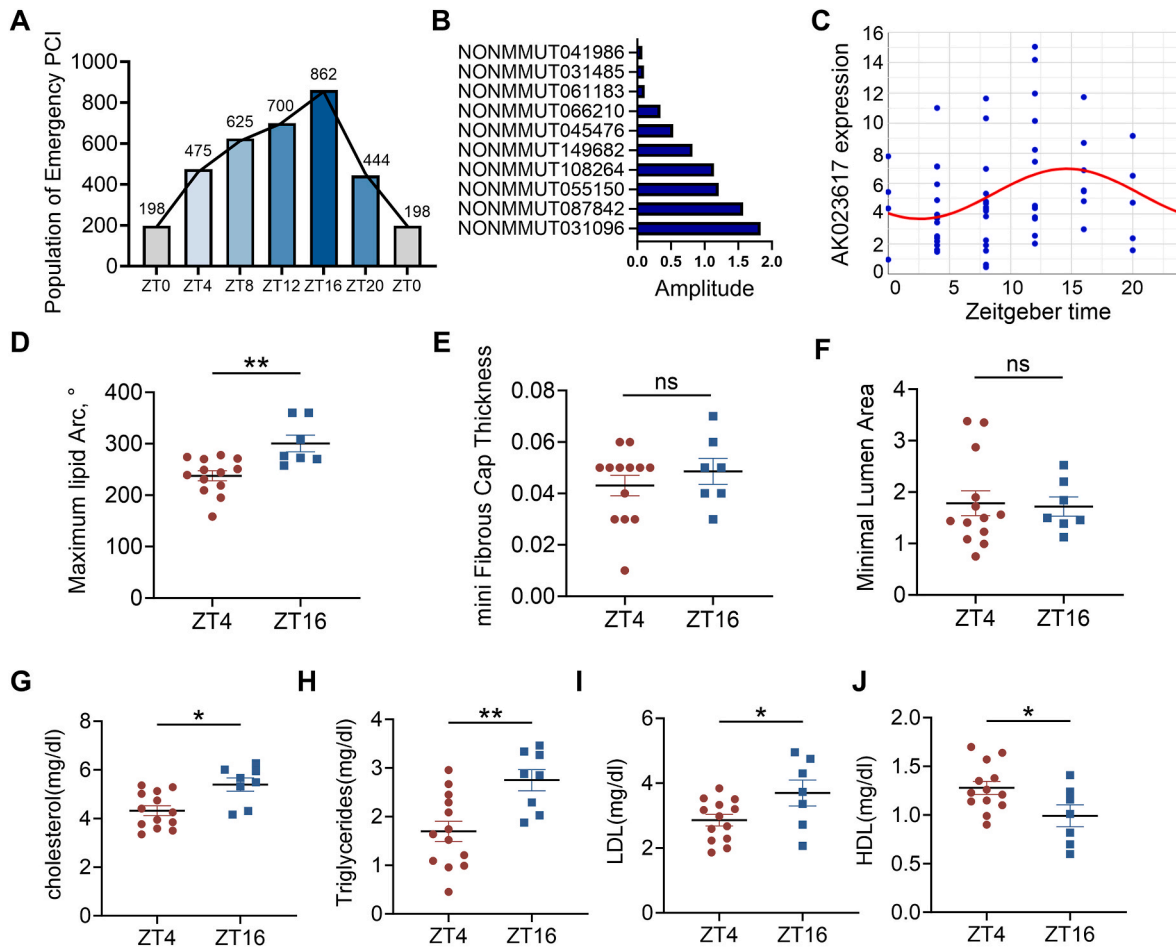 A
Population of Emergency PCI
1000
800
600
400
200
0
198
475
625
700
862
444
198
ZT0
ZT4
ZT8
ZT12
ZT16
ZT20
ZT0
B
NONMMUT041986
NONMMUT031485
NONMMUT061183
NONMMUT066210
NONMMUT045476
NONMMUT149682
NONMMUT108264
NONMMUT055150
NONMMUT087842
NONMMUT031096
0.0 0.5 1.0 1.5 2.0
Amplitude
C
AK023617 expression
16
15
14
12
10
8
6
4
2
0
0 5 10 15 20
Zeitgeber time
D
**
Maximum lipid Arc, °
400
300
200
100
0
ZT4 ZT16
E
ns
mini Fibrous Cap Thickness
0.08
0.06
0.04
0.02
0.00
ZT4 ZT16
F
ns
Minimal Lumen Area
4
3
2
1
0
ZT4 ZT16
G
*
cholesterol(mg/dl)
8
6
4
2
0
ZT4 ZT16
H
**
Triglycerides(mg/dl)
4
3
2
1
0
ZT4 ZT16
I
*
LDL(mg/dl)
6
4
2
0
ZT4 ZT16
J
*
HDL(mg/dl)
2.0
1.5
1.0
0.5
0.0
ZT4 ZT16